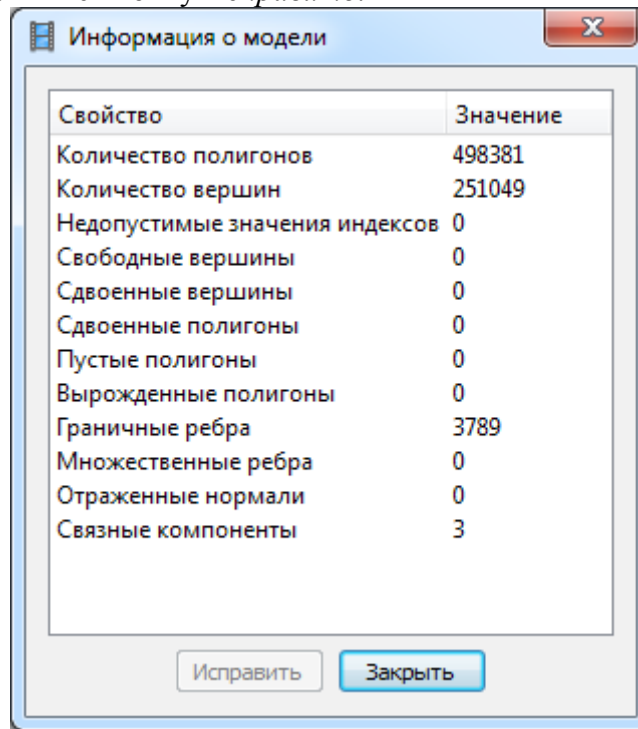 Информация о модели
Свойство Значение
Количество полигонов 498381
Количество вершин 251049
Недопустимые значения индексов 0
Свободные вершины 0
Сдвоенные вершины 0
Сдвоенные полигоны 0
Пустые полигоны 0
Вырожденные полигоны 0
Граничные ребра 3789
Множественные ребра 0
Отраженные нормали 0
Связные компоненты 3
Исправить Закрыть